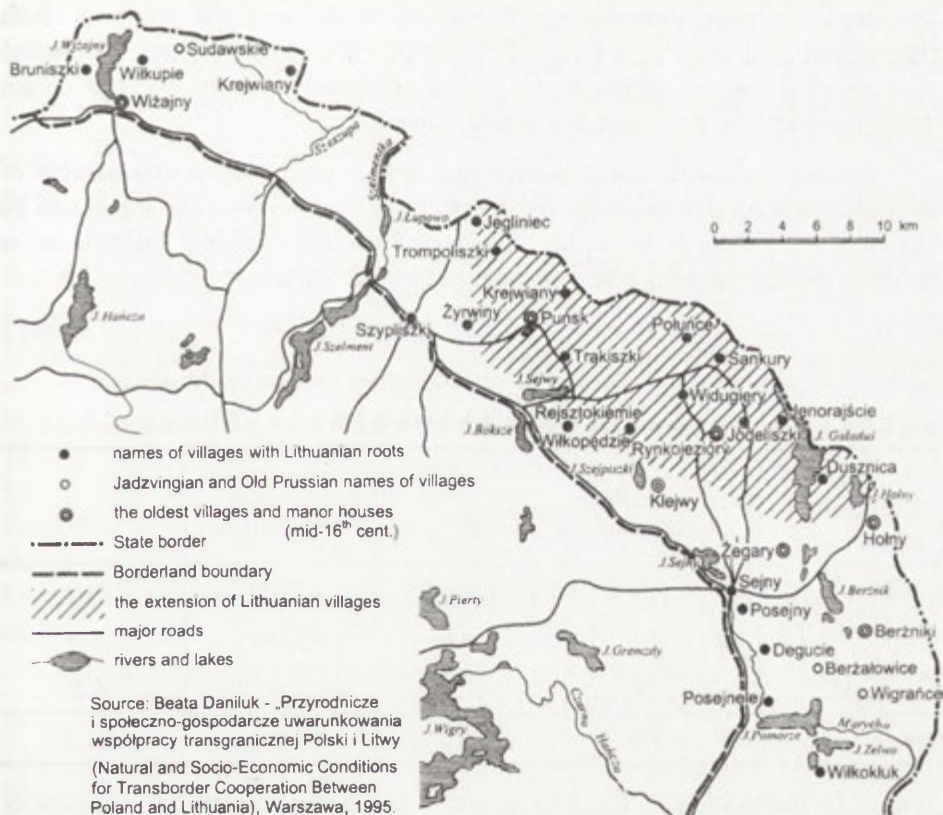 J. Wiżajny
Sudawskie
Bruniszki
Wiłkupie
Krejwiany
Wiżajny
Szeszupa
Szelmentka
J. Łupowo
Jegliniec
Trompoliszki
0 2 4 6 8 10 km
J. Hańcza
Krejwiany
Żyrwiny
Puńsk
Połuńce
Szypliszki
J. Szelment
Trakiszki
Sankury
J. Sejwy
Widugiery
Rejsztokiemie
Jenorajście
J. Boksze
Wiłkopędzie
Rynkojeziory
Jodeliszki
J. Gaładuś
J. Szejpiszki
Dusznica
Klejwy
J. Hołny
Hołny
Żegary
J. Sejny
Sejny
J. Pierty
J. Berżnik
Posejny
Berżniki
J. Gremzdy
Degucie
Berżałowice
Wigrańce
Posejnele
Czarna
Hańcza
Marycha
J. Wigry
J. Pomorze
J. Zelwa
Wiłkokluk
names of villages with Lithuanian roots
Jadzvingian and Old Prussian names of villages
the oldest villages and manor houses
(mid-16th cent.)
State border
Borderland boundary
the extension of Lithuanian villages
major roads
rivers and lakes
Source: Beata Daniluk - „Przyrodnicze
i społeczno-gospodarcze uwarunkowania
współpracy transgranicznej Polski i Litwy
(Natural and Socio-Economic Conditions
for Transborder Cooperation Between
Poland and Lithuania), Warszawa, 1995.